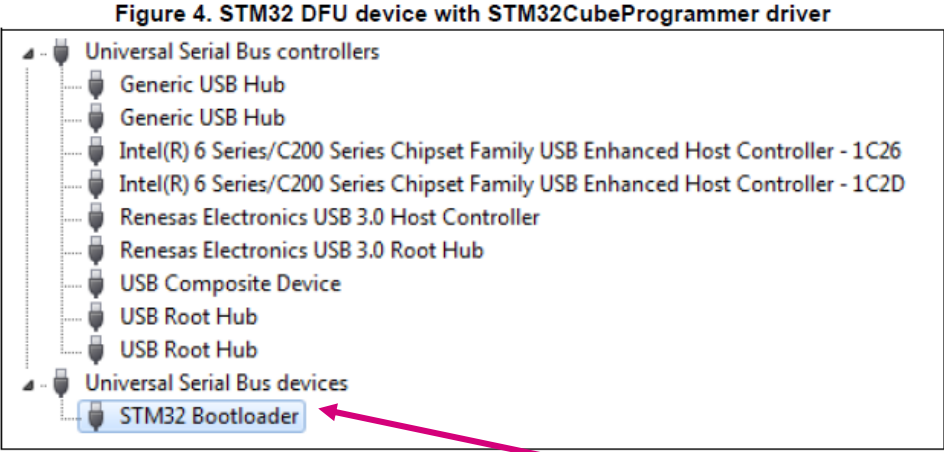 Figure 4. STM32 DFU device with STM32CubeProgrammer driver
Universal Serial Bus controllers
Generic USB Hub
Generic USB Hub
Intel(R) 6 Series/C200 Series Chipset Family USB Enhanced Host Controller - 1C26
Intel(R) 6 Series/C200 Series Chipset Family USB Enhanced Host Controller - 1C2D
Renesas Electronics USB 3.0 Host Controller
Renesas Electronics USB 3.0 Root Hub
USB Composite Device
USB Root Hub
USB Root Hub
Universal Serial Bus devices
STM32 Bootloader